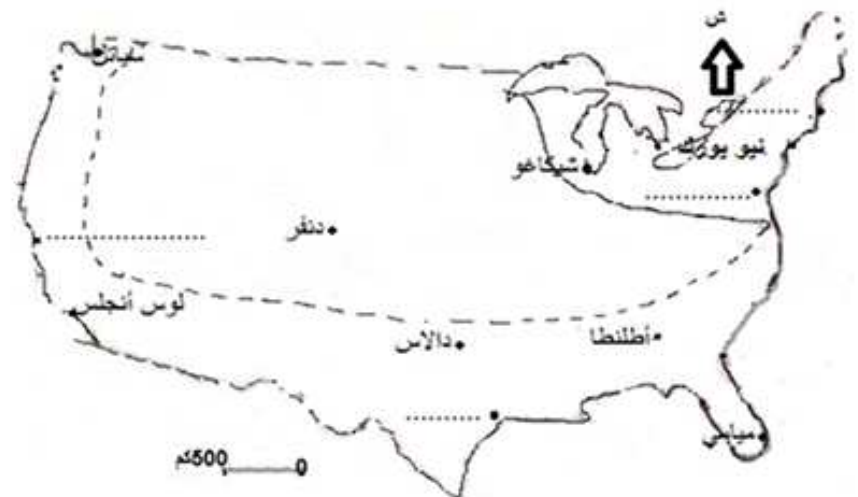 ش
سياتل
نيو يورك
شيكاغو
دنفر
لوس أنجلس
دالاس
أطلنطا
ميامي
500كم 0